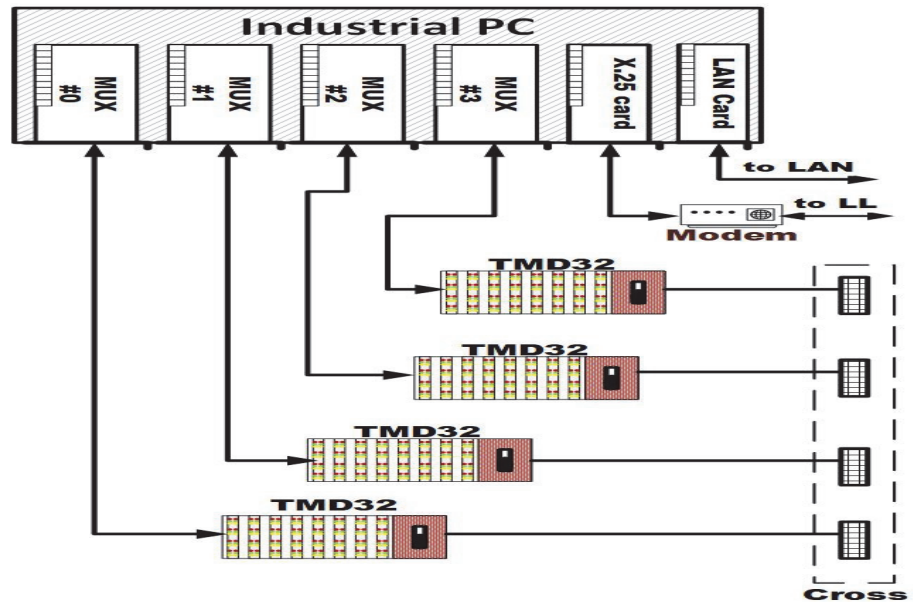 Industrial PC
MUX
#0
MUX
#1
MUX
#2
MUX
#3
X.25 card
LAN Card
to LAN
to LL
Modem
TMD32
TMD32
TMD32
TMD32
Cross